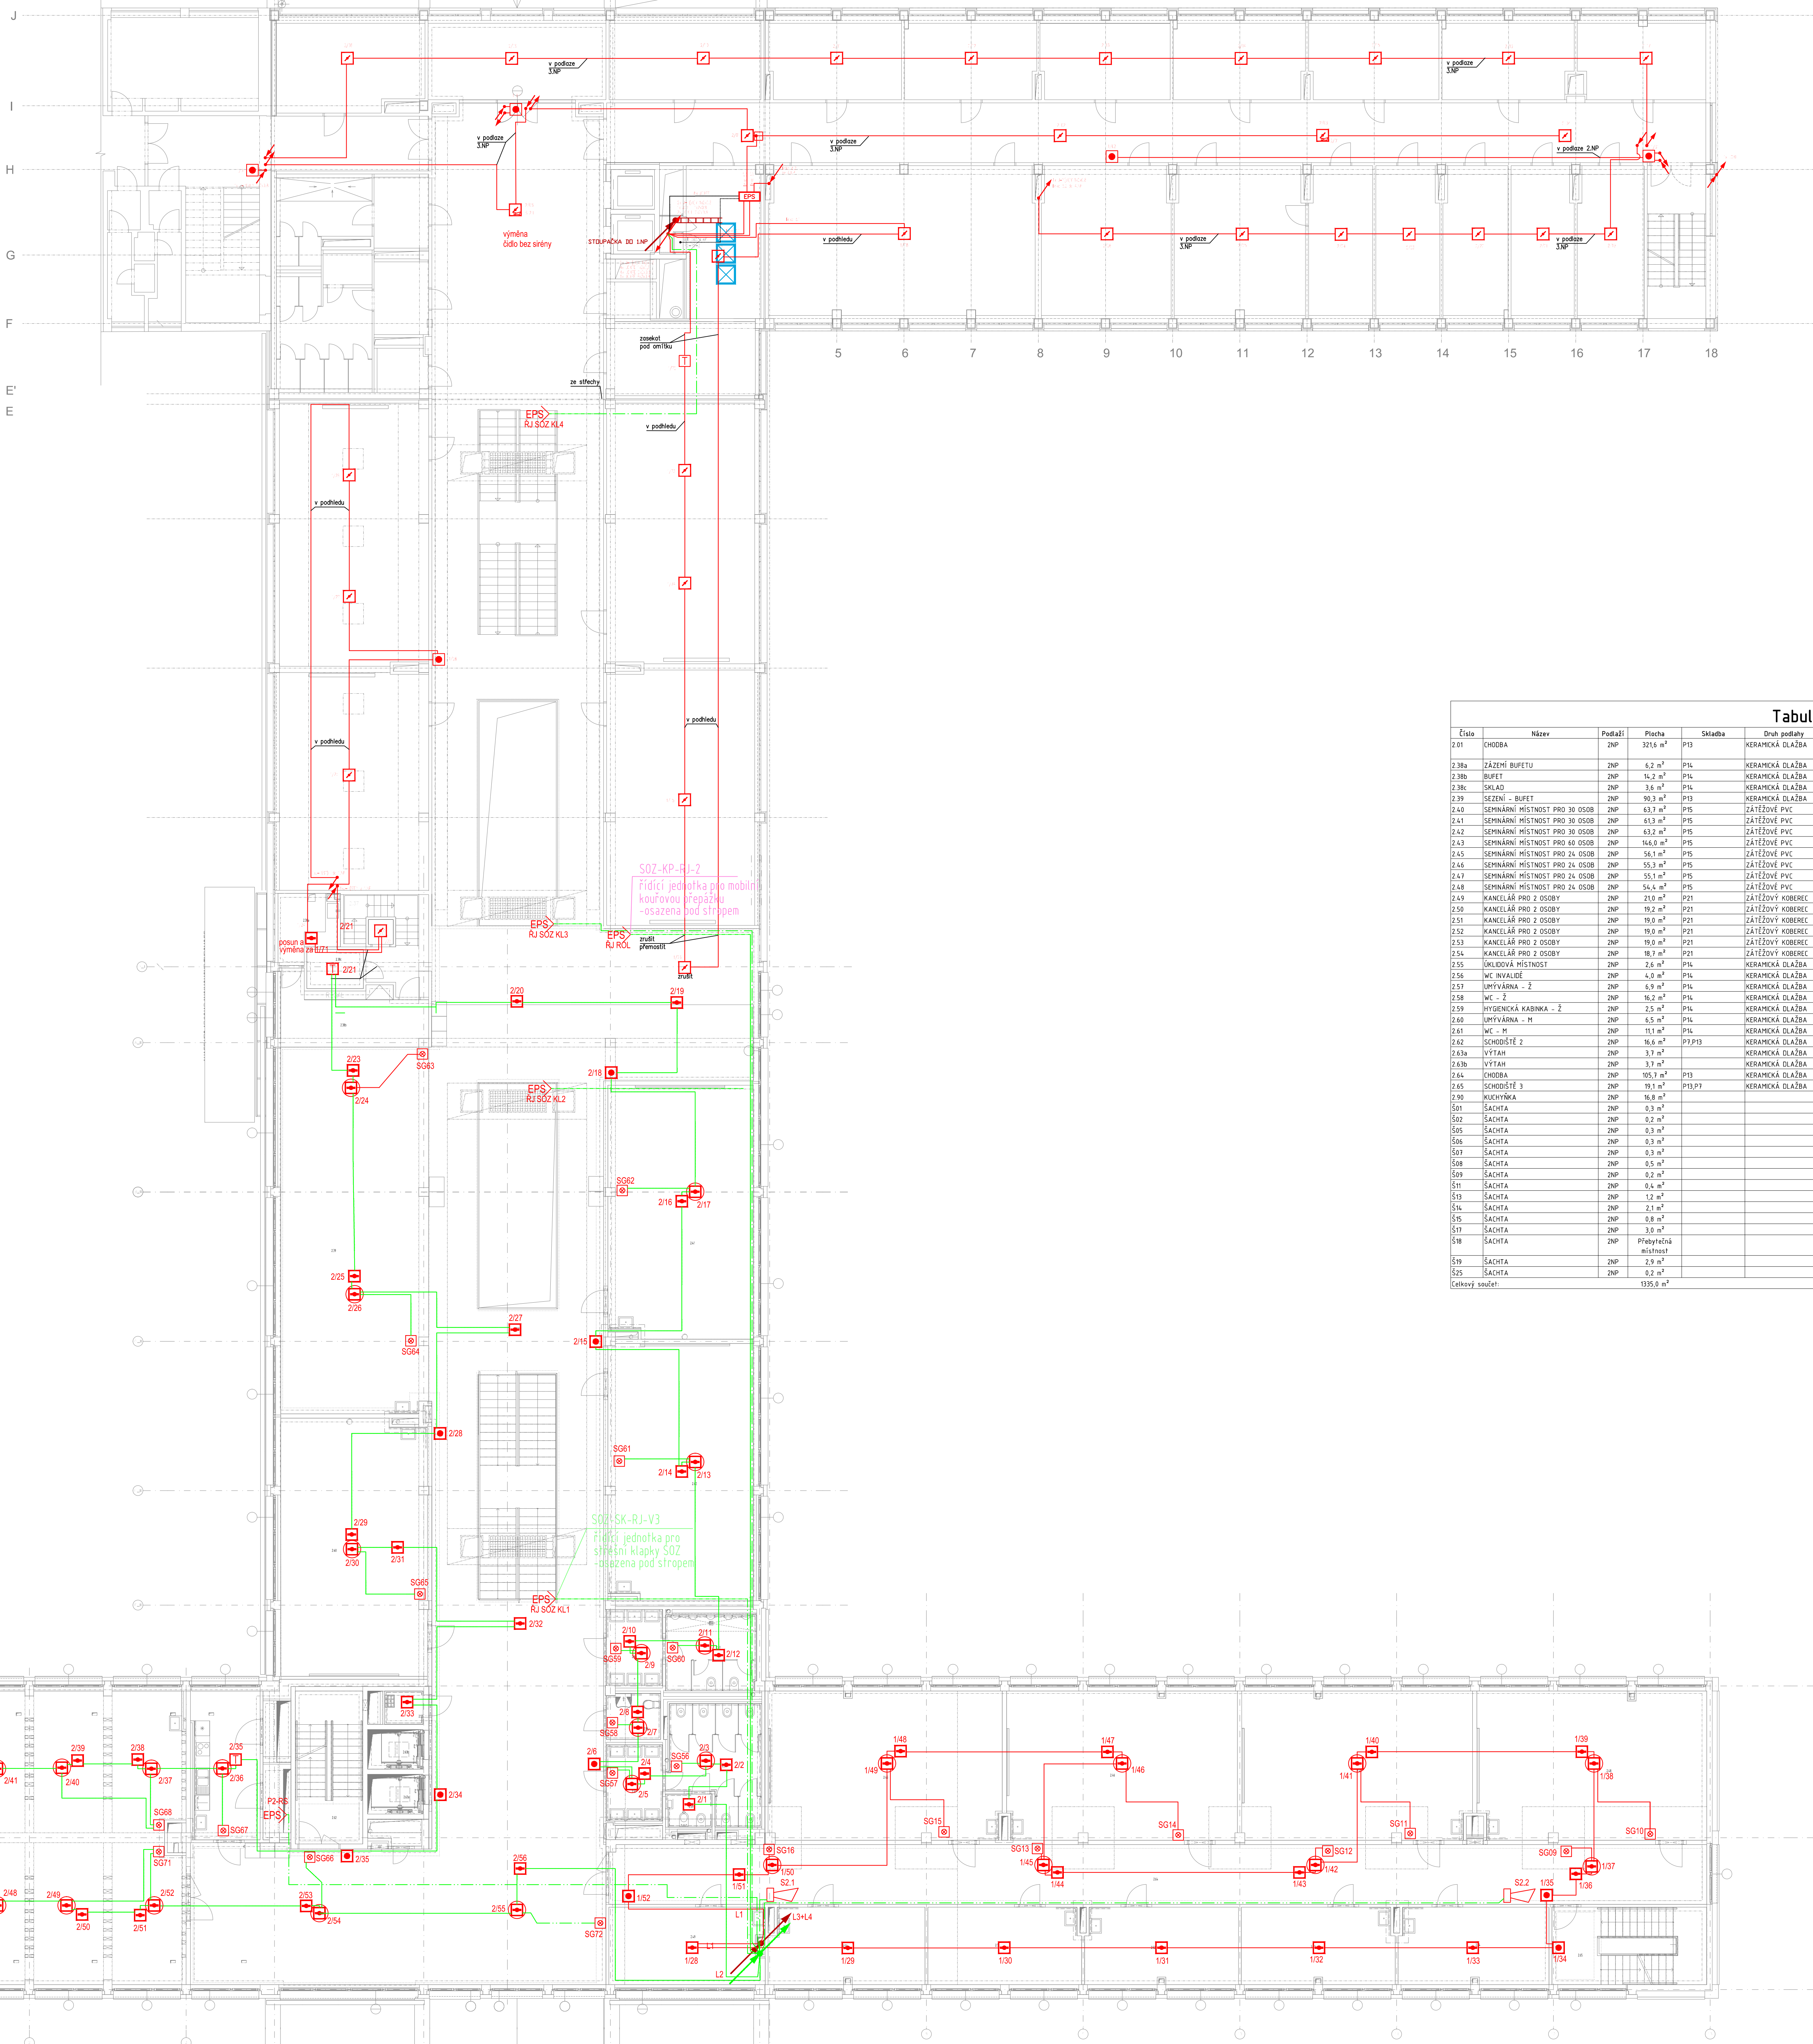 J
I
H
G
F
E'
E
v podlaze
3.NP
v podlaze
3.NP
v podlaze
3.NP
v podlaze
3.NP
v podlaze 2.NP
EPS
výměna
čidlo bez sirény
STOUPAČKA DO 1.NP
v podhledu
v podlaze
3.NP
v podlaze
3.NP
zasekat
pod omítku
5
6
7
8
9
10
11
12
13
14
15
16
17
18
ze střechy
EPS
ŘJ SOZ KL4
v podhledu
v podhledu
v podhledu
v podhledu
SOZ-KP-RJ-2
řídící jednotka pro mobilní
kouřovou přepážku
-osazena pod stropem
EPS
ŘJ SOZ KL3
EPS
ŘJ ROL
zrušit
přemostit
zrušit
2/21
posun a
výměna za 1/71
2/21
2/20
2/19
2/23
SG63
2/24
2/18
EPS
ŘJ SOZ KL2
SG62
2/16
2/17
2/25
2/26
2/27
SG64
2/15
2/28
SG61
2/14
2/13
2/29
2/30
2/31
SOZ-SK-RJ-V3
řídící jednotka pro
střešní klapky SOZ
-osazena pod stropem
SG65
EPS
ŘJ SOZ KL1
2/32
2/10
2/11
SG59
2/9
SG60
2/12
2/33
2/8
SG58
2/7
2/41
2/39
2/40
2/38
2/37
2/35
2/36
2/6
SG56
2/3
2/2
2/4
SG57
2/5
2/1
P2-RS
EPS
2/34
SG68
SG67
SG71
SG66
2/35
2/56
2/48
2/49
2/50
2/51
2/52
2/53
2/54
2/55
SG72
1/48
1/49
1/47
1/46
1/40
1/41
1/39
1/38
SG15
SG14
SG11
SG10
SG16
1/50
1/51
1/52
SG13
1/45
1/44
SG12
1/42
1/43
SG09
1/37
1/36
1/35
S2.1
S2.2
L1
L3+L4
L1
L2
1/28
1/29
1/30
1/31
1/32
1/33
1/34
Tabul
Číslo Název Podlaží Plocha Skladba Druh podlahy
2.01 CHODBA 2NP 321,6 m² P13 KERAMICKÁ DLAŽBA
2.38a ZÁZEMÍ BUFETU 2NP 6,2 m² P14 KERAMICKÁ DLAŽBA
2.38b BUFET 2NP 14,2 m² P14 KERAMICKÁ DLAŽBA
2.38c SKLAD 2NP 3,6 m² P14 KERAMICKÁ DLAŽBA
2.39 SEZENÍ - BUFET 2NP 90,3 m² P13 KERAMICKÁ DLAŽBA
2.40 SEMINÁRNÍ MÍSTNOST PRO 30 OSOB 2NP 63,7 m² P15 ZÁTĚŽOVÉ PVC
2.41 SEMINÁRNÍ MÍSTNOST PRO 30 OSOB 2NP 61,3 m² P15 ZÁTĚŽOVÉ PVC
2.42 SEMINÁRNÍ MÍSTNOST PRO 30 OSOB 2NP 63,2 m² P15 ZÁTĚŽOVÉ PVC
2.43 SEMINÁRNÍ MÍSTNOST PRO 60 OSOB 2NP 146,0 m² P15 ZÁTĚŽOVÉ PVC
2.45 SEMINÁRNÍ MÍSTNOST PRO 24 OSOB 2NP 56,1 m² P15 ZÁTĚŽOVÉ PVC
2.46 SEMINÁRNÍ MÍSTNOST PRO 24 OSOB 2NP 55,3 m² P15 ZÁTĚŽOVÉ PVC
2.47 SEMINÁRNÍ MÍSTNOST PRO 24 OSOB 2NP 55,1 m² P15 ZÁTĚŽOVÉ PVC
2.48 SEMINÁRNÍ MÍSTNOST PRO 24 OSOB 2NP 54,4 m² P15 ZÁTĚŽOVÉ PVC
2.49 KANCELÁŘ PRO 2 OSOBY 2NP 21,0 m² P21 ZÁTĚŽOVÝ KOBEREC
2.50 KANCELÁŘ PRO 2 OSOBY 2NP 19,2 m² P21 ZÁTĚŽOVÝ KOBEREC
2.51 KANCELÁŘ PRO 2 OSOBY 2NP 19,0 m² P21 ZÁTĚŽOVÝ KOBEREC
2.52 KANCELÁŘ PRO 2 OSOBY 2NP 19,0 m² P21 ZÁTĚŽOVÝ KOBEREC
2.53 KANCELÁŘ PRO 2 OSOBY 2NP 19,0 m² P21 ZÁTĚŽOVÝ KOBEREC
2.54 KANCELÁŘ PRO 2 OSOBY 2NP 18,7 m² P21 ZÁTĚŽOVÝ KOBEREC
2.55 ÚKLIDOVÁ MÍSTNOST 2NP 2,6 m² P14 KERAMICKÁ DLAŽBA
2.56 WC INVALIDÉ 2NP 4,0 m² P14 KERAMICKÁ DLAŽBA
2.57 UMÝVÁRNA - Ž 2NP 6,9 m² P14 KERAMICKÁ DLAŽBA
2.58 WC - Ž 2NP 16,2 m² P14 KERAMICKÁ DLAŽBA
2.59 HYGIENICKÁ KABINKA - Ž 2NP 2,5 m² P14 KERAMICKÁ DLAŽBA
2.60 UMÝVÁRNA - M 2NP 6,5 m² P14 KERAMICKÁ DLAŽBA
2.61 WC - M 2NP 11,1 m² P14 KERAMICKÁ DLAŽBA
2.62 SCHODIŠTĚ 2 2NP 16,6 m² P7,P13 KERAMICKÁ DLAŽBA
2.63a VÝTAH 2NP 3,7 m² KERAMICKÁ DLAŽBA
2.63b VÝTAH 2NP 3,7 m² KERAMICKÁ DLAŽBA
2.64 CHODBA 2NP 105,7 m² P13 KERAMICKÁ DLAŽBA
2.65 SCHODIŠTĚ 3 2NP 19,1 m² P13,P7 KERAMICKÁ DLAŽBA
2.90 KUCHYŇKA 2NP 16,8 m²
Š01 ŠACHTA 2NP 0,3 m²
Š02 ŠACHTA 2NP 0,2 m²
Š05 ŠACHTA 2NP 0,3 m²
Š06 ŠACHTA 2NP 0,3 m²
Š07 ŠACHTA 2NP 0,3 m²
Š08 ŠACHTA 2NP 0,5 m²
Š09 ŠACHTA 2NP 0,2 m²
Š11 ŠACHTA 2NP 0,4 m²
Š13 ŠACHTA 2NP 1,2 m²
Š14 ŠACHTA 2NP 2,1 m²
Š15 ŠACHTA 2NP 0,8 m²
Š17 ŠACHTA 2NP 3,0 m²
Š18 ŠACHTA 2NP Přebytečná
místnost
Š19 ŠACHTA 2NP 2,9 m²
Š25 ŠACHTA 2NP 0,2 m²
Celkový součet: 1335,0 m²